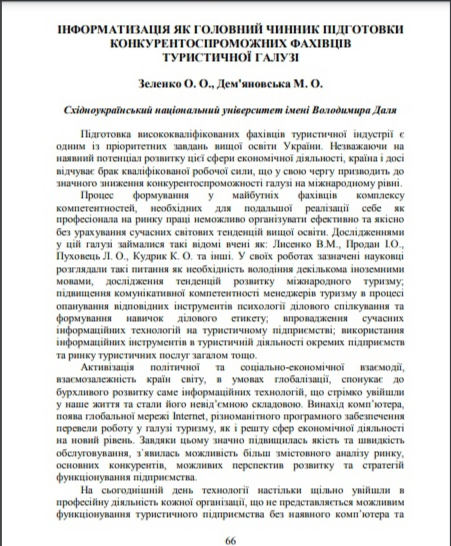 ІНФОРМАТИЗАЦІЯ ЯК ГОЛОВНИЙ ЧИННИК ПІДГОТОВКИ
КОНКУРЕНТОСПРОМОЖНИХ ФАХІВЦІВ
ТУРИСТИЧНОЇ ГАЛУЗІ
Зеленко О. О., Дем'яновська М. О.
Східноукраїнський національний університет імені Володимира Даля
Підготовка висококваліфікованих фахівців туристичної індустрії є
одним із пріоритетних завдань вищої освіти України. Незважаючи на
наявний потенціал розвитку цієї сфери економічної діяльності, країна і досі
відчуває брак кваліфікованої робочої сили, що у свою чергу призводить до
значного зниження конкурентоспроможності галузі на міжнародному рівні.
Процес формування у майбутніх фахівців комплексу
компетентностей, необхідних для подальшої реалізації себе як
професіонала на ринку праці неможливо організувати ефективно та якісно
без урахування сучасних світових тенденцій вищої освіти. Дослідженнями
у цій галузі займалися такі відомі вчені як: Лисенко В.М., Продан І.О.,
Пуховець Л. О., Кудрик К. О. та інші. У своїх роботах зазначені науковці
розглядали такі питання як необхідність володіння декількома іноземними
мовами, дослідження тенденцій розвитку міжнародного туризму;
підвищення комунікативної компетентності менеджерів туризму в процесі
опанування відповідних інструментів психології ділового спілкування та
формування навичок ділового етикету; впровадження сучасних
інформаційних технологій на туристичному підприємстві; використання
інформаційних інструментів в туристичній діяльності окремих підприємств
та ринку туристичних послуг загалом тощо.
Активізація політичної та соціально-економічної взаємодії,
взаємозалежність країн світу, в умовах глобалізації, спонукає до
бурхливого розвитку саме інформаційних технологій, що стрімко увійшли
у наше життя та стали його невід’ємною складовою. Винахід комп’ютера,
поява глобальної мережі Internet, різноманітного програмного забезпечення
перевели роботу у галузі туризму, як і решту сфер економічної діяльності
на новий рівень. Завдяки цьому значно підвищилась якість та швидкість
обслуговування, з`явилась можливість більш змістовного аналізу ринку,
основних конкурентів, можливих перспектив розвитку та стратегій
функціонування підприємства.
На сьогоднішній день технології настільки щільно увійшли в
професійну діяльність кожної організації, що не представляється можливим
функціонування туристичного підприємства без наявного комп’ютера та
66